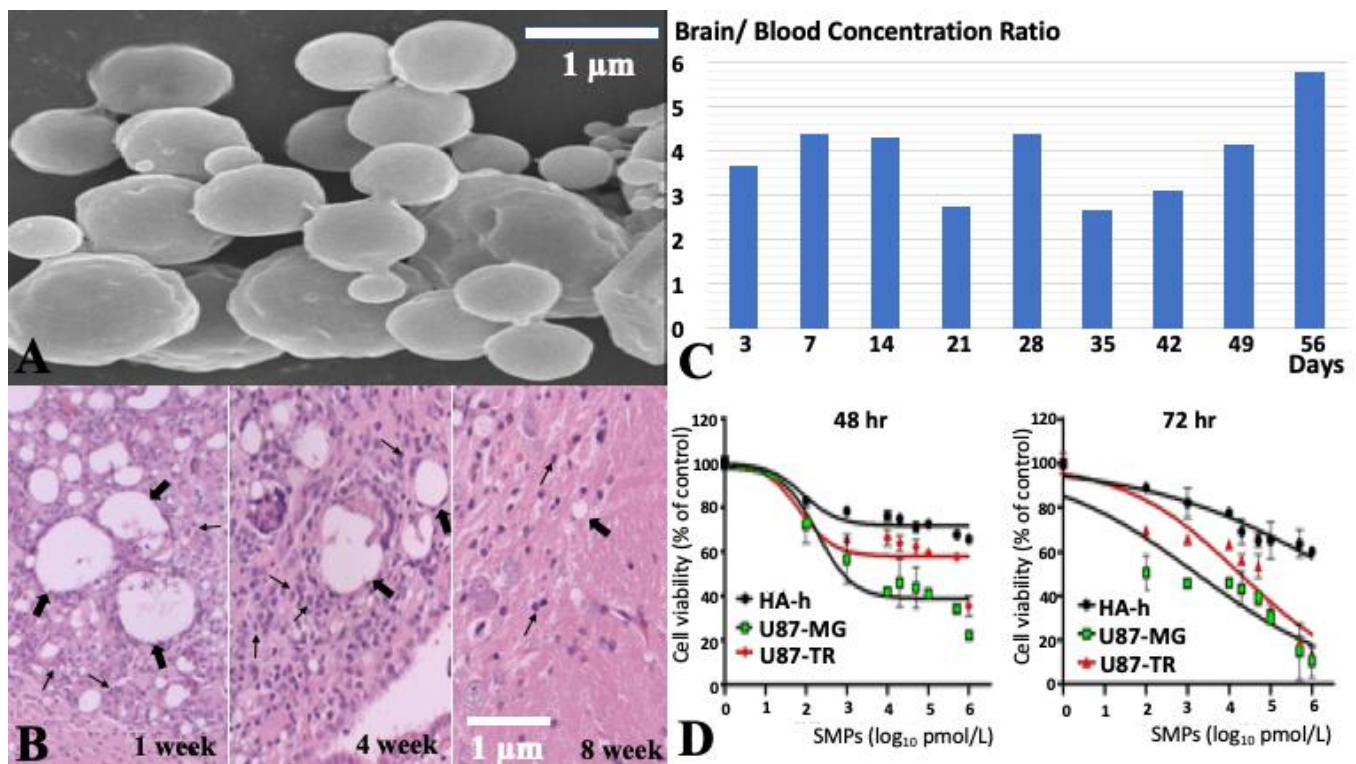 1 µm
A
Brain/ Blood Concentration Ratio
6
5
4
3
2
1
0
3 7 14 21 28 35 42 49 56
Days
C
B
1 week
4 week
1 µm
8 week
48 hr
Cell viability (% of control)
120
100
80
60
40
20
0
HA-h
U87-MG
U87-TR
0 1 2 3 4 5 6
SMPs (log₁₀ pmol/L)
72 hr
Cell viability (% of control)
120
100
80
60
40
20
0
HA-h
U87-MG
U87-TR
0 1 2 3 4 5 6
SMPs (log₁₀ pmol/L)
D